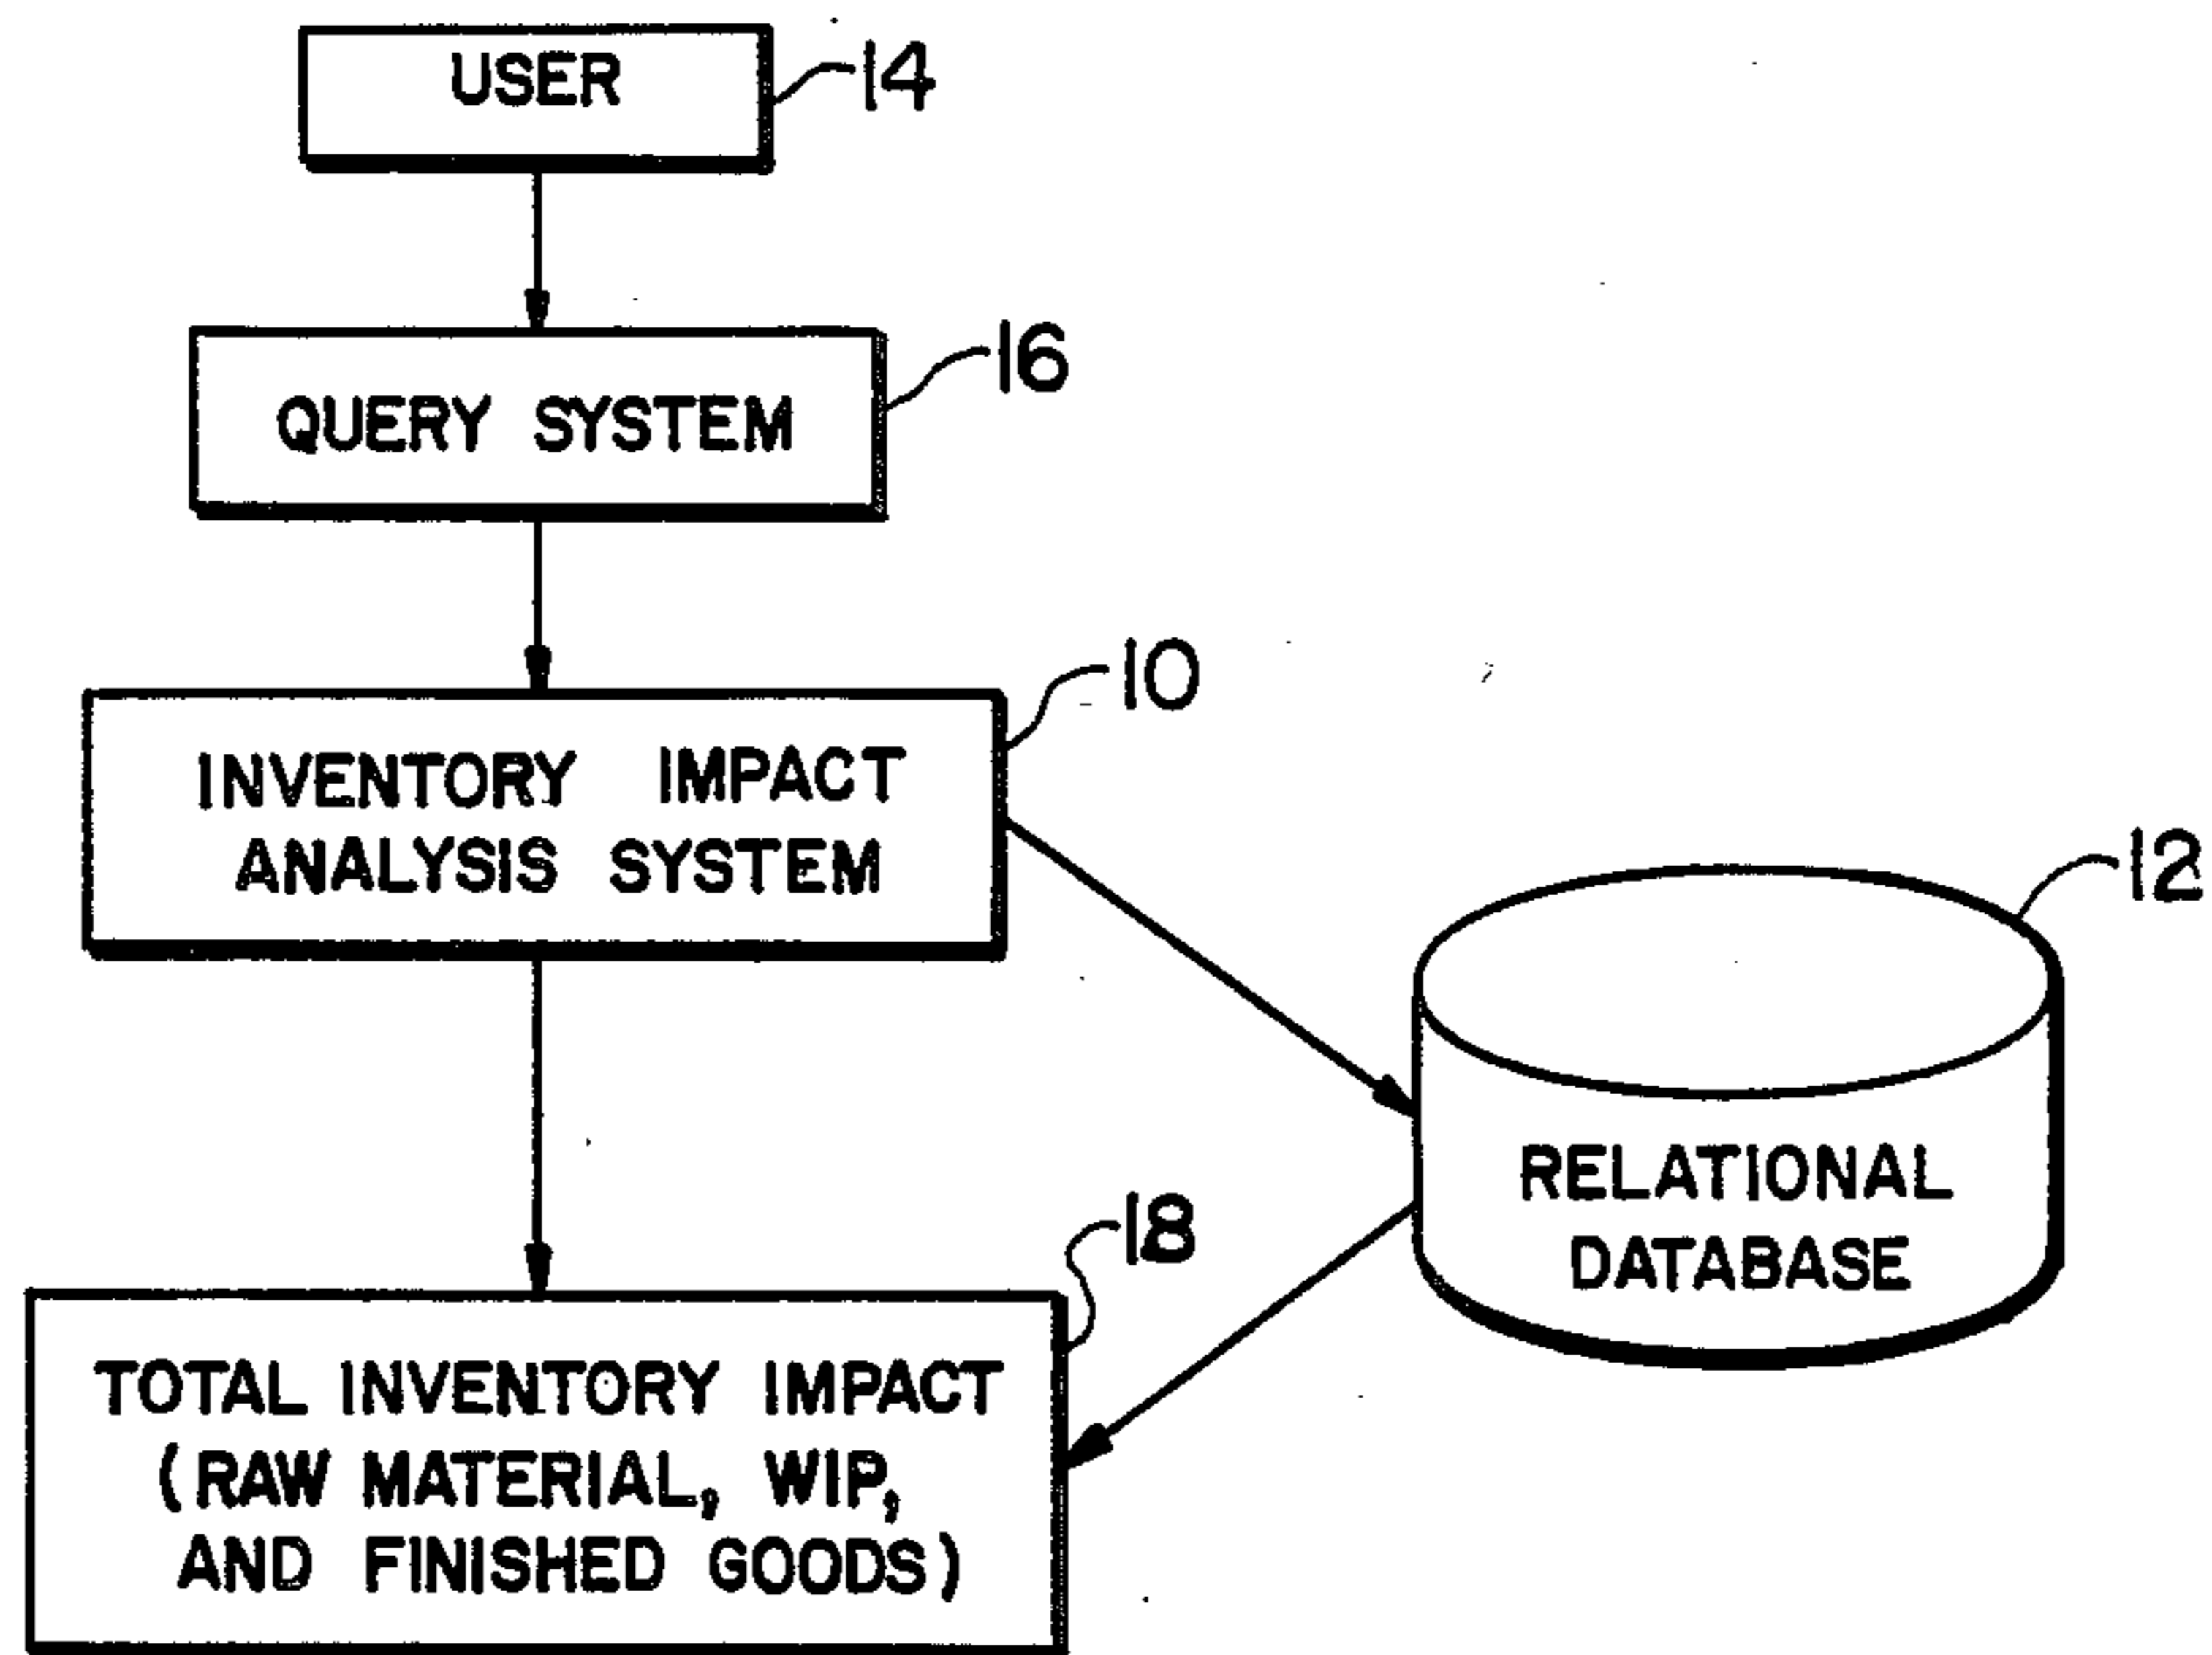 USER
14
QUERY SYSTEM
16
INVENTORY IMPACT
ANALYSIS SYSTEM
10
RELATIONAL
DATABASE
12
TOTAL INVENTORY IMPACT
(RAW MATERIAL, WIP,
AND FINISHED GOODS)
18